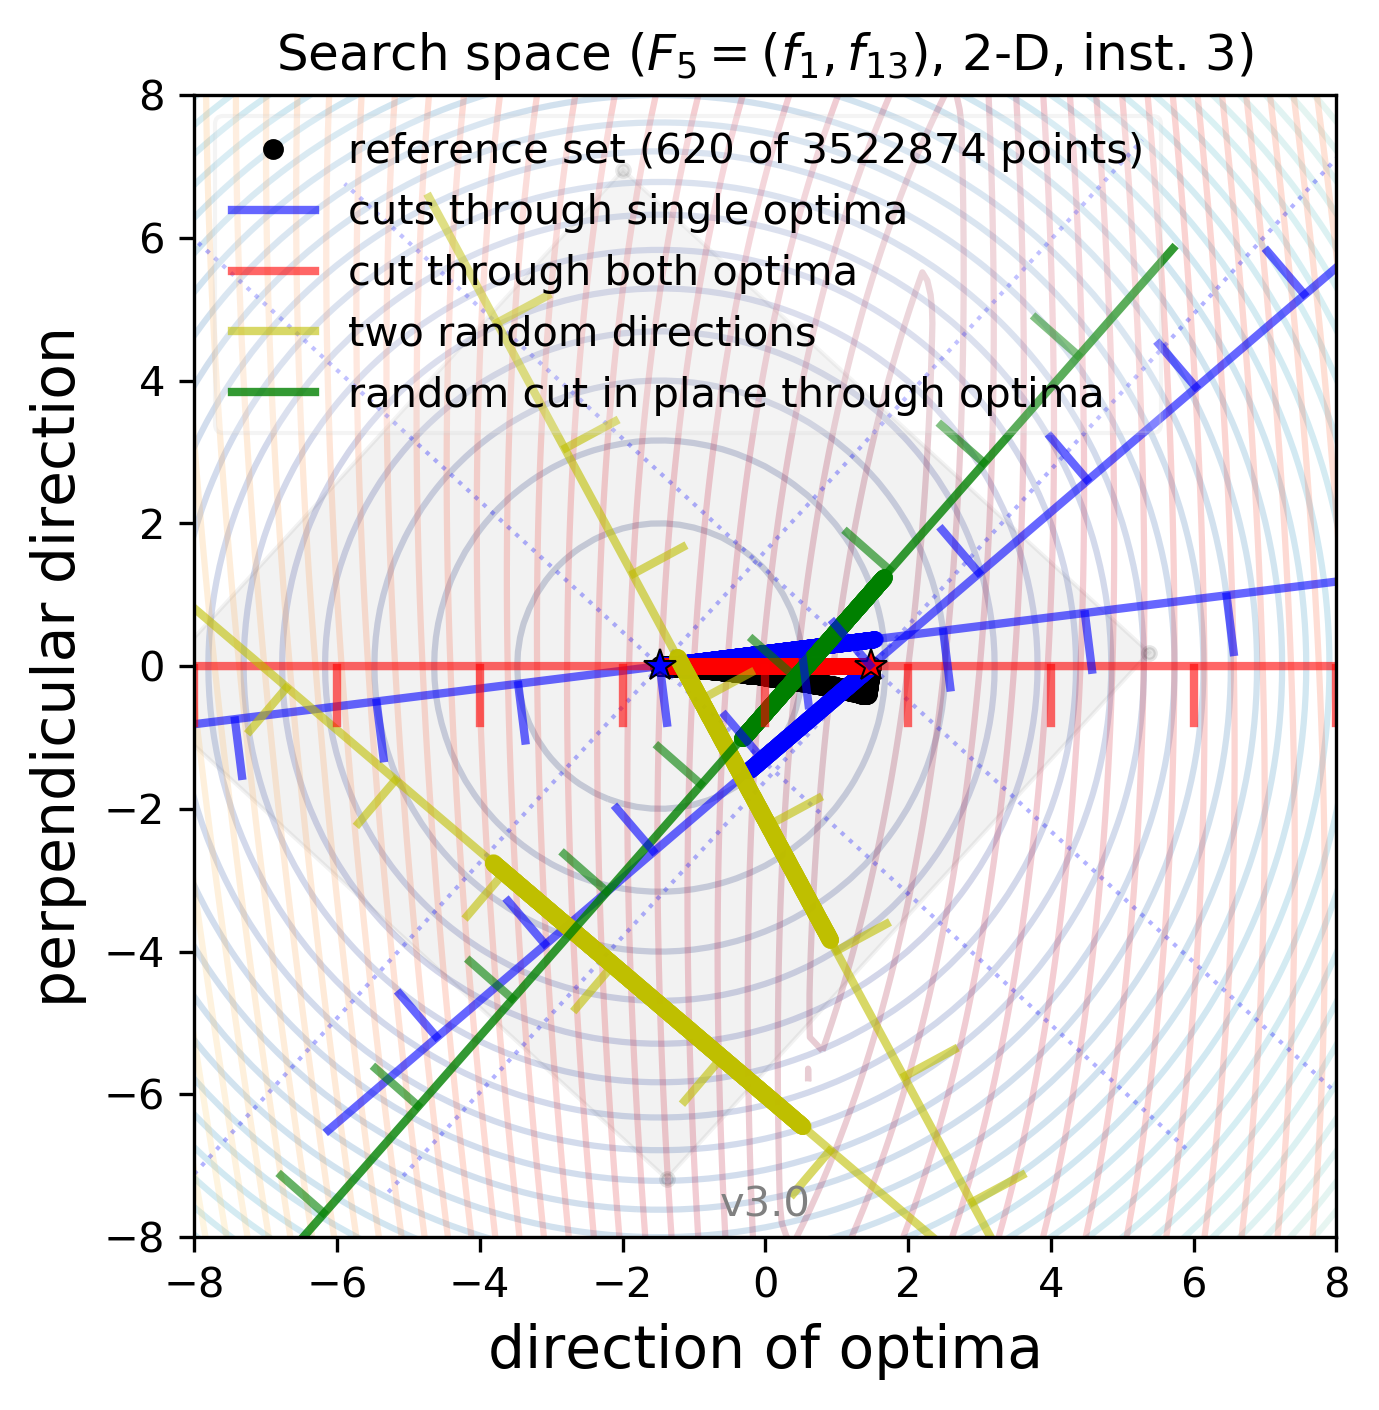 Search space (F₅ = (f₁, f₁₃), 2-D, inst. 3)
reference set (620 of 3522874 points)
cuts through single optima
cut through both optima
two random directions
random cut in plane through optima
perpendicular direction
8
6
4
2
0
−2
−4
−6
−8
v3.0
−8 −6 −4 −2 0 2 4 6 8
direction of optima